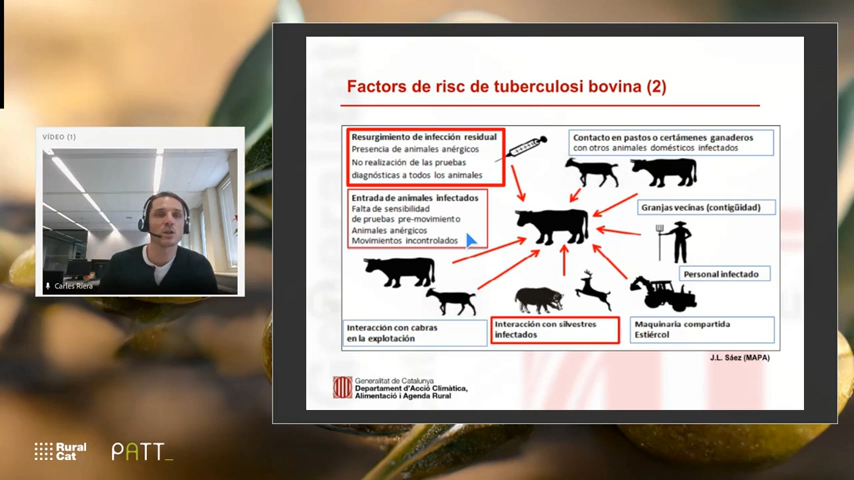 VÍDEO (1)
Carles Riera
Factors de risc de tuberculosi bovina (2)
Resurgimiento de infección residual
Presencia de animales anérgicos
No realización de las pruebas
diagnósticas a todos los animales
Contacto en pastos o certámenes ganaderos
con otros animales domésticos infectados
Entrada de animales infectados
Falta de sensibilidad
de pruebas pre-movimiento
Animales anérgicos
Movimientos incontrolados
Granjas vecinas (contigüidad)
Personal infectado
Interacción con cabras
en la explotación
Interacción con silvestres
infectados
Maquinaria compartida
Estiércol
J.L. Sáez (MAPA)
Generalitat de Catalunya
Departament d'Acció Climàtica,
Alimentació i Agenda Rural
Rural
Cat
PATT_